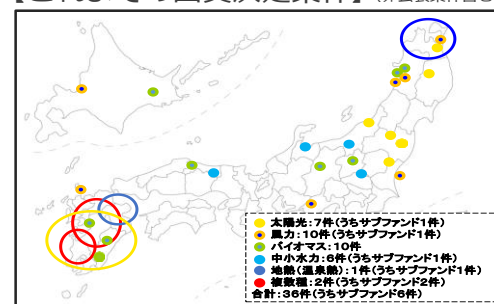 太陽光:7件(うちサブファンド1件)
風力:10件(うちサブファンド1件)
バイオマス:10件
中小水力:6件(うちサブファンド1件)
地熱(温泉熱):1件(うちサブファンド1件)
複数種:2件(うちサブファンド2件)
合計:36件(うちサブファンド6件)